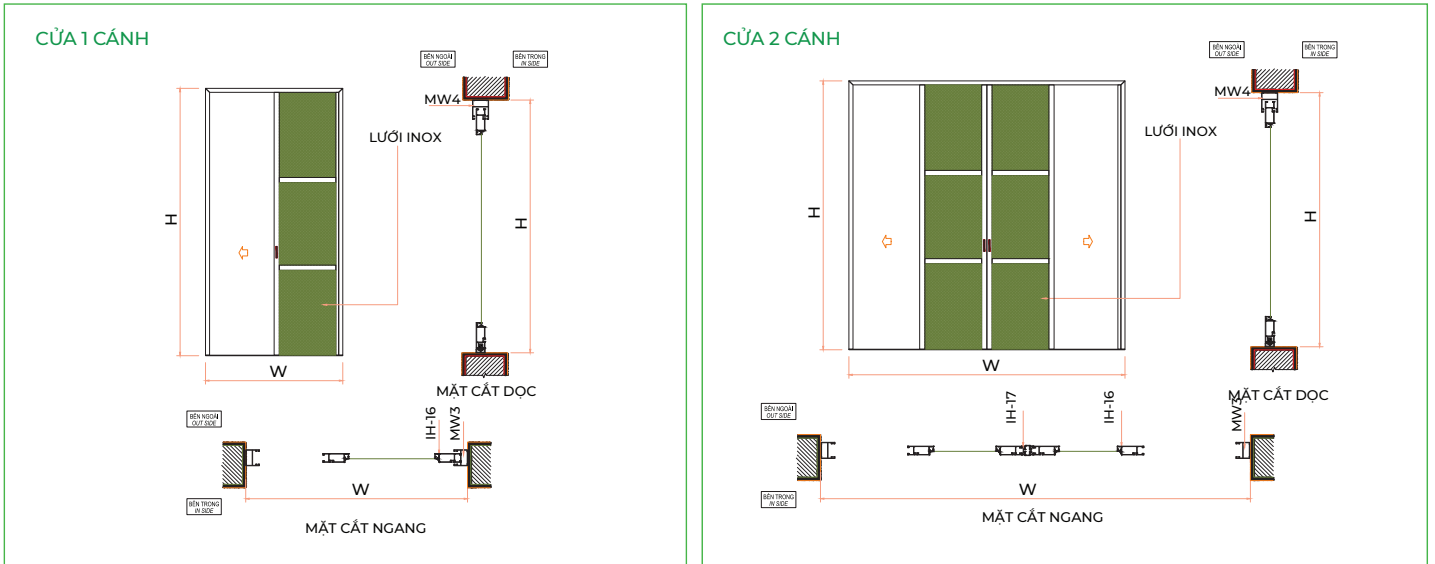 CỬA 1 CÁNH
BÊN NGOÀI
OUT SIDE
BÊN TRONG
IN SIDE
MW4
LƯỚI INOX
H
H
W
MẶT CẮT DỌC
BÊN NGOÀI
OUT SIDE
IH-16
MW3
W
BÊN TRONG
IN SIDE
MẶT CẮT NGANG
CỬA 2 CÁNH
BÊN NGOÀI
OUT SIDE
BÊN TRONG
IN SIDE
MW4
LƯỚI INOX
H
H
W
MẶT CẮT DỌC
BÊN NGOÀI
OUT SIDE
IH-17
IH-16
MW3
W
BÊN TRONG
IN SIDE
MẶT CẮT NGANG